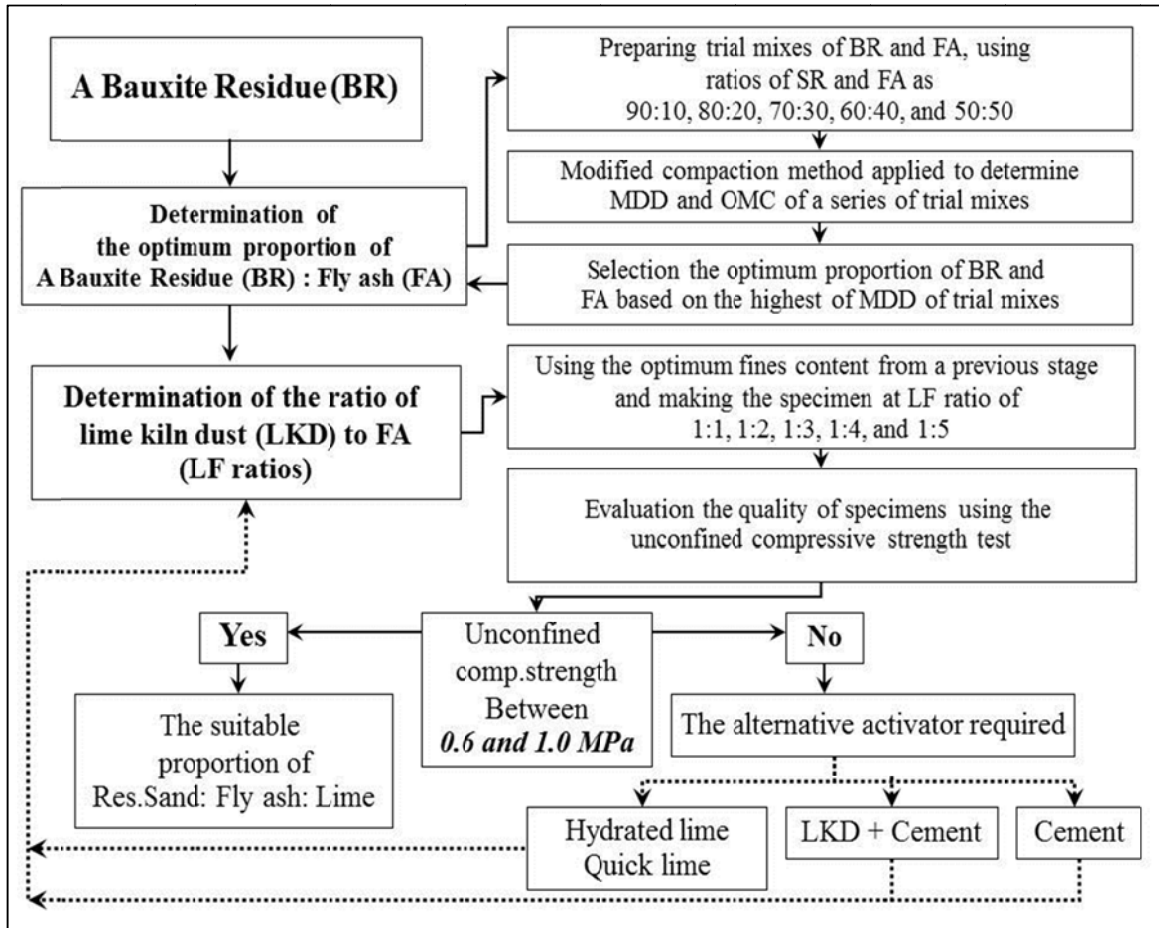 A Bauxite Residue (BR)
Preparing trial mixes of BR and FA, using
ratios of SR and FA as
90:10, 80:20, 70:30, 60:40, and 50:50
Modified compaction method applied to determine
MDD and OMC of a series of trial mixes
Determination of
the optimum proportion of
A Bauxite Residue (BR) : Fly ash (FA)
Selection the optimum proportion of BR and
FA based on the highest of MDD of trial mixes
Determination of the ratio of
lime kiln dust (LKD) to FA
(LF ratios)
Using the optimum fines content from a previous stage
and making the specimen at LF ratio of
1:1, 1:2, 1:3, 1:4, and 1:5
Evaluation the quality of specimens using the
unconfined compressive strength test
Yes
Unconfined
comp.strength
Between
0.6 and 1.0 MPa
No
The suitable
proportion of
Res.Sand: Fly ash: Lime
The alternative activator required
Hydrated lime
Quick lime
LKD + Cement
Cement